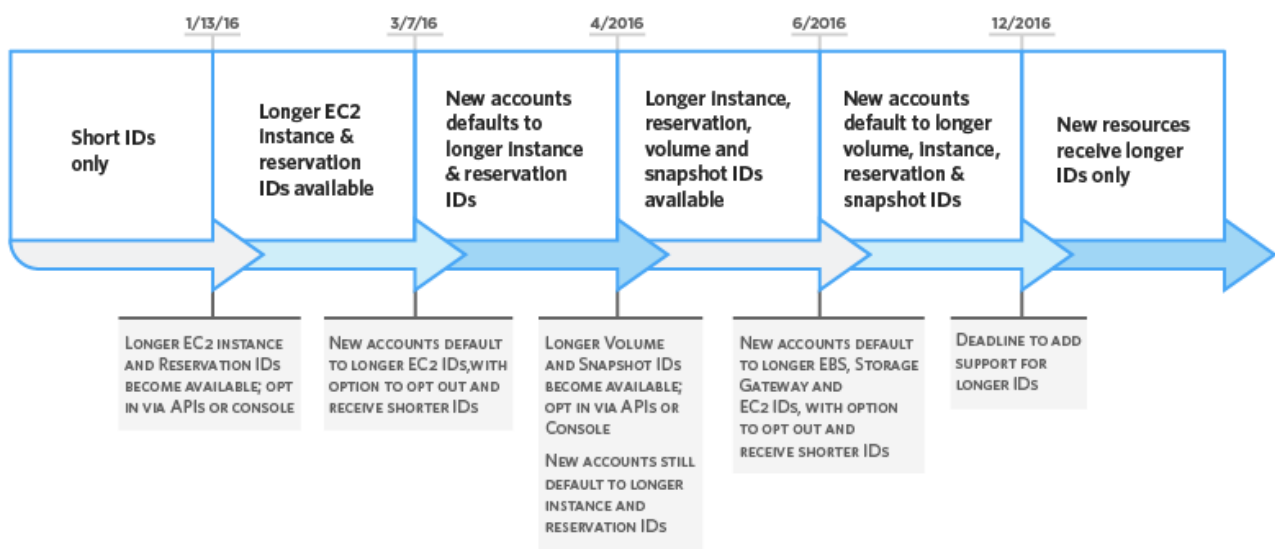 1/13/16
3/7/16
4/2016
6/2016
12/2016
Short IDs
only
Longer EC2
instance &
reservation
IDs available
New accounts
defaults to
longer instance
& reservation
IDs
Longer instance,
reservation,
volume and
snapshot IDs
available
New accounts
default to longer
volume, instance,
reservation &
snapshot IDs
New resources
receive longer
IDs only
Longer EC2 instance
and Reservation IDs
become available; opt
in via APIs or console
New accounts default
to longer EC2 IDs,with
option to opt out and
receive shorter IDs
Longer Volume
and Snapshot IDs
become available;
opt in via APIs or
Console
New accounts still
default to longer
instance and
reservation IDs
New accounts default
to longer EBS, Storage
Gateway and
EC2 IDs, with option
to opt out and
receive shorter IDs
Deadline to add
support for
longer IDs